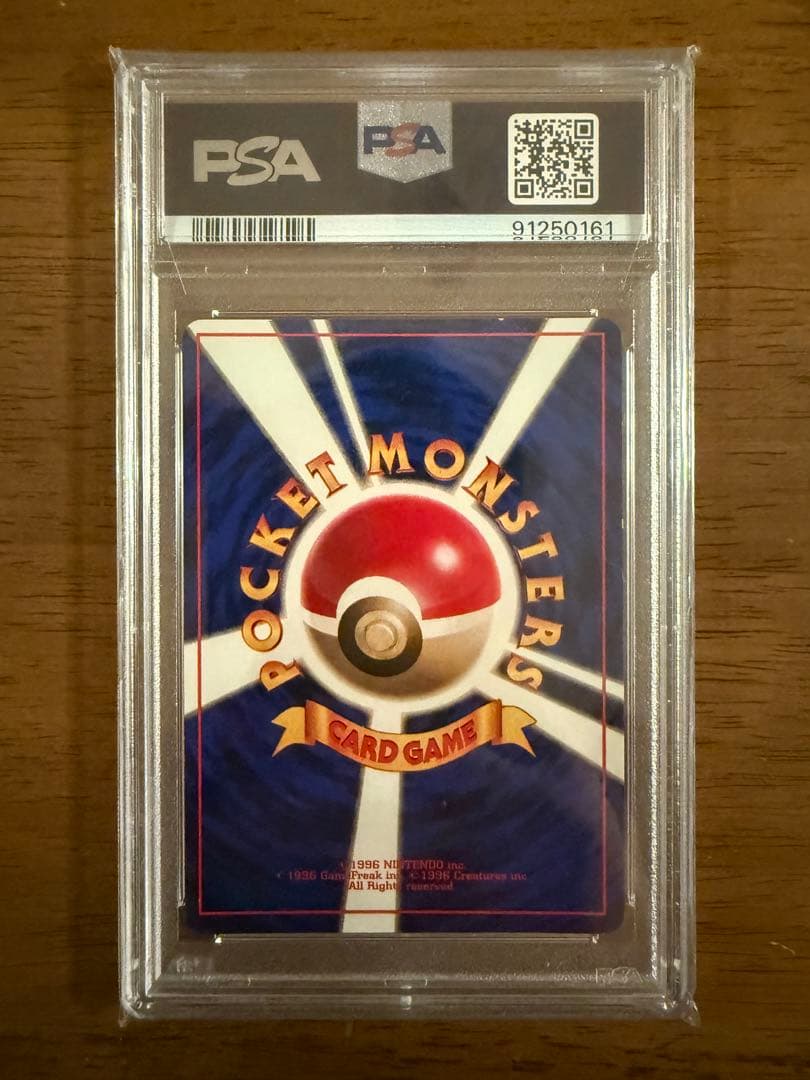 PSA PSA
91250161
POCKET MONSTERS
CARD GAME
©1996 NINTENDO inc.
© 1996 GameFreak inc. © 1996 Creatures inc
All Rights reserved
PSA